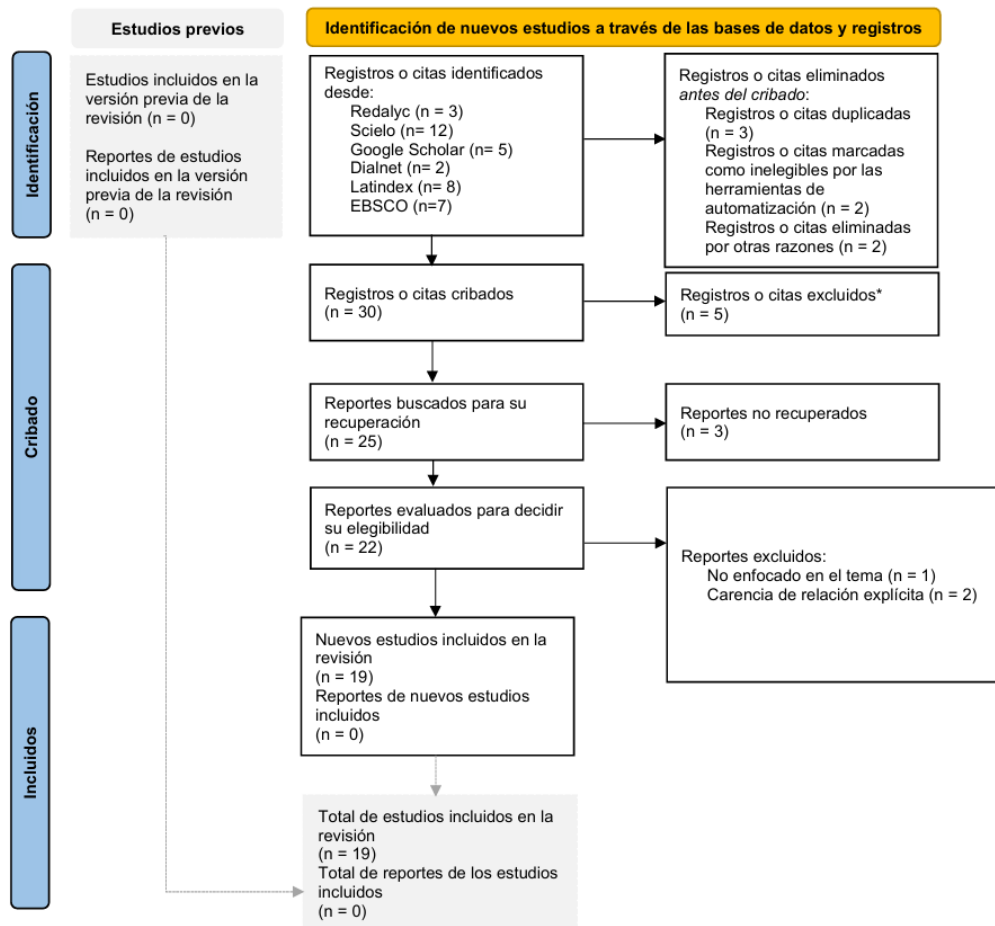 Estudios previos
Identificación de nuevos estudios a través de las bases de datos y registros
Identificación
Estudios incluidos en la
versión previa de la
revisión (n = 0)
Reportes de estudios
incluidos en la versión
previa de la revisión
(n = 0)
Registros o citas identificados
desde:
Redalyc (n = 3)
Scielo (n= 12)
Google Scholar (n= 5)
Dialnet (n= 2)
Latindex (n= 8)
EBSCO (n=7)
Registros o citas eliminados
antes del cribado:
Registros o citas duplicadas
(n = 3)
Registros o citas marcadas
como inelegibles por las
herramientas de
automatización (n = 2)
Registros o citas eliminadas
por otras razones (n = 2)
Cribado
Registros o citas cribados
(n = 30)
Registros o citas excluidos*
(n = 5)
Reportes buscados para su
recuperación
(n = 25)
Reportes no recuperados
(n = 3)
Reportes evaluados para decidir
su elegibilidad
(n = 22)
Reportes excluidos:
No enfocado en el tema (n = 1)
Carencia de relación explícita (n = 2)
Incluidos
Nuevos estudios incluidos en la
revisión
(n = 19)
Reportes de nuevos estudios
incluidos
(n = 0)
Total de estudios incluidos en la
revisión
(n = 19)
Total de reportes de los estudios
incluidos
(n = 0)